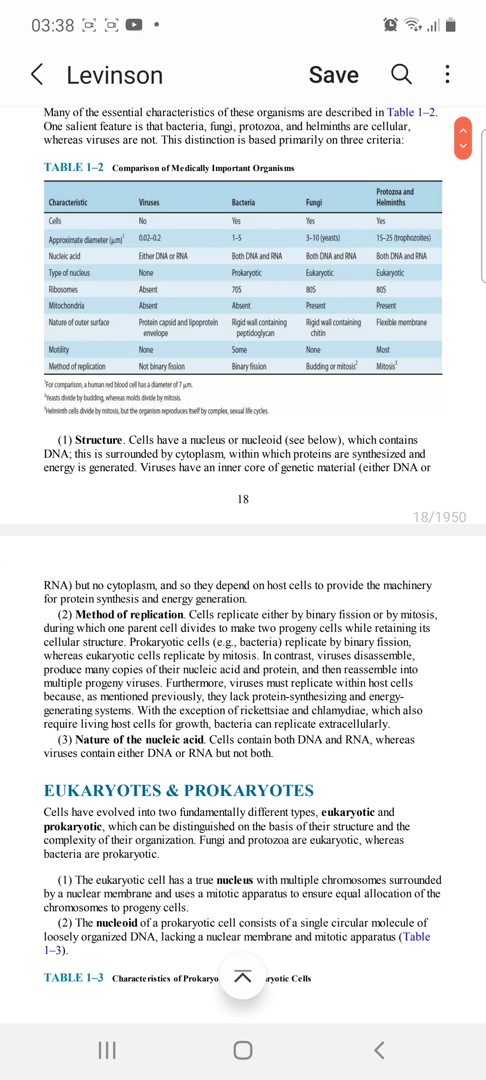 03:38
Levinson
Save
Many of the essential characteristics of these organisms are described in Table 1–2.
One salient feature is that bacteria, fungi, protozoa, and helminths are cellular,
whereas viruses are not. This distinction is based primarily on three criteria:
TABLE 1–2 Comparison of Medically Important Organisms
Characteristic Viruses Bacteria Fungi Protozoa and Helminths
Cells No Yes Yes Yes
Approximate diameter (μm)¹ 0.02–0.2 1–5 3–10 (yeasts) 15–25 (trophozoites)
Nucleic acid Either DNA or RNA Both DNA and RNA Both DNA and RNA Both DNA and RNA
Type of nucleus None Prokaryotic Eukaryotic Eukaryotic
Ribosomes Absent 70S 80S 80S
Mitochondria Absent Absent Present Present
Nature of outer surface Protein capsid and lipoprotein envelope Rigid wall containing peptidoglycan Rigid wall containing chitin Flexible membrane
Motility None Some None Most
Method of replication Not binary fission Binary fission Budding or mitosis² Mitosis³
¹For comparison, a human red blood cell has a diameter of 7 μm.
²Yeasts divide by budding, whereas molds divide by mitosis.
³Helminth cells divide by mitosis, but the organism reproduces itself by complex, sexual life cycles.
(1) Structure. Cells have a nucleus or nucleoid (see below), which contains
DNA; this is surrounded by cytoplasm, within which proteins are synthesized and
energy is generated. Viruses have an inner core of genetic material (either DNA or
18
18/1950
RNA) but no cytoplasm, and so they depend on host cells to provide the machinery
for protein synthesis and energy generation.
(2) Method of replication. Cells replicate either by binary fission or by mitosis,
during which one parent cell divides to make two progeny cells while retaining its
cellular structure. Prokaryotic cells (e.g., bacteria) replicate by binary fission,
whereas eukaryotic cells replicate by mitosis. In contrast, viruses disassemble,
produce many copies of their nucleic acid and protein, and then reassemble into
multiple progeny viruses. Furthermore, viruses must replicate within host cells
because, as mentioned previously, they lack protein-synthesizing and energy-
generating systems. With the exception of rickettsiae and chlamydiae, which also
require living host cells for growth, bacteria can replicate extracellularly.
(3) Nature of the nucleic acid. Cells contain both DNA and RNA, whereas
viruses contain either DNA or RNA but not both.
EUKARYOTES & PROKARYOTES
Cells have evolved into two fundamentally different types, eukaryotic and
prokaryotic, which can be distinguished on the basis of their structure and the
complexity of their organization. Fungi and protozoa are eukaryotic, whereas
bacteria are prokaryotic.
(1) The eukaryotic cell has a true nucleus with multiple chromosomes surrounded
by a nuclear membrane and uses a mitotic apparatus to ensure equal allocation of the
chromosomes to progeny cells.
(2) The nucleoid of a prokaryotic cell consists of a single circular molecule of
loosely organized DNA, lacking a nuclear membrane and mitotic apparatus (Table
1–3).
TABLE 1–3 Characteristics of Prokaryo ryotic Cells